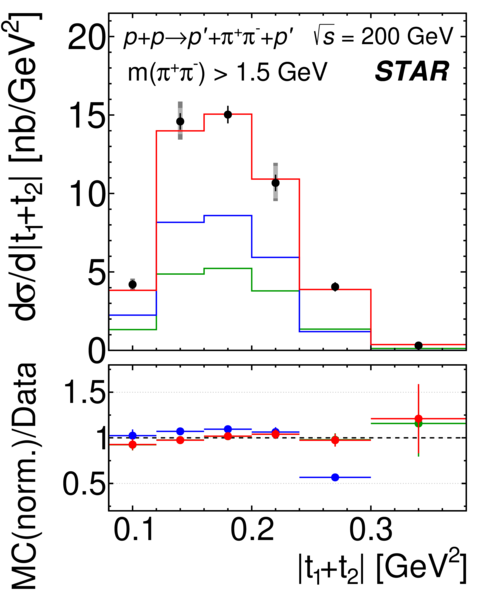 p+p→p′+π⁺π⁻+p′ √s = 200 GeV
m(π⁺π⁻) > 1.5 GeV STAR
dσ/d|t₁+t₂| [nb/GeV²]
20
15
10
5
0
MC(norm.)/Data
1.5
1
0.5
0.1 0.2 0.3
|t₁+t₂| [GeV²]